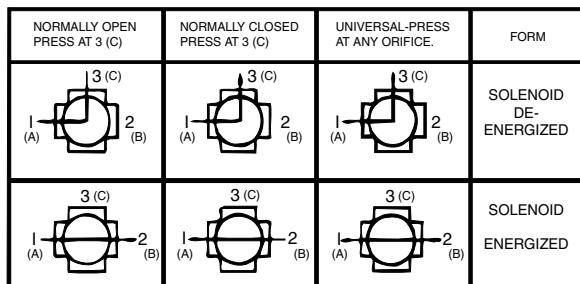 NORMALLY OPEN
PRESS AT 3 (C)
NORMALLY CLOSED
PRESS AT 3 (C)
UNIVERSAL-PRESS
AT ANY ORIFICE.
FORM
3 (C)
1
(A)
2
(B)
3 (C)
1
(A)
2
(B)
3 (C)
1
(A)
2
(B)
SOLENOID
DE-
ENERGIZED
3 (C)
1
(A)
2
(B)
3 (C)
1
(A)
2
(B)
3 (C)
1
(A)
2
(B)
SOLENOID
ENERGIZED